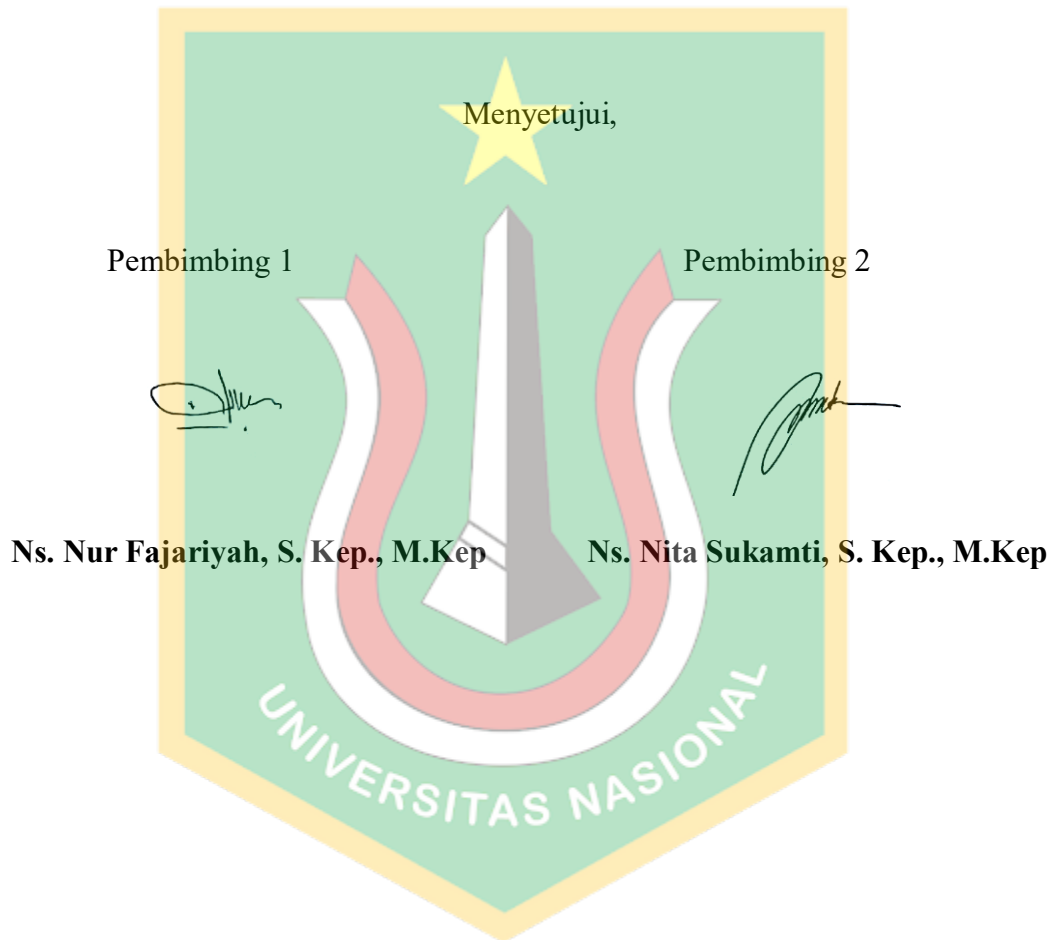 Menyetujui,
Pembimbing 1 Pembimbing 2
Ns. Nur Fajariyah, S. Kep., M.Kep Ns. Nita Sukamti, S. Kep., M.Kep
UNIVERSITAS NASIONAL